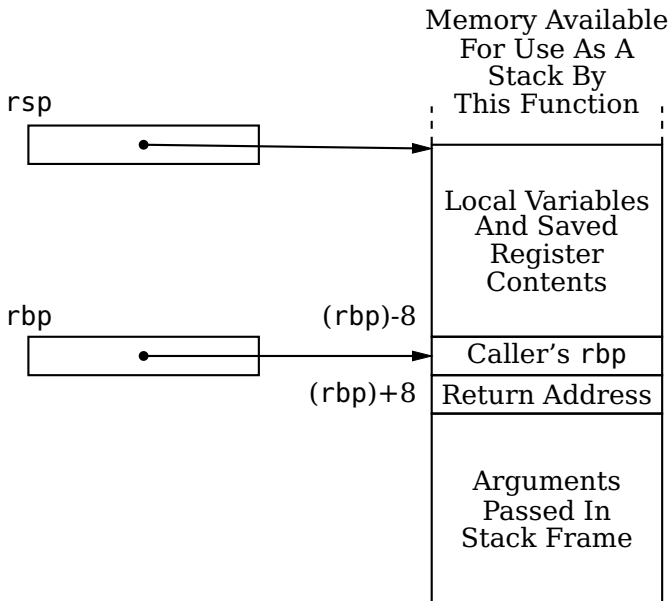 Memory Available
For Use As A
Stack By
This Function
rsp
Local Variables
And Saved
Register
Contents
rbp
(rbp)-8
Caller's rbp
(rbp)+8
Return Address
Arguments
Passed In
Stack Frame